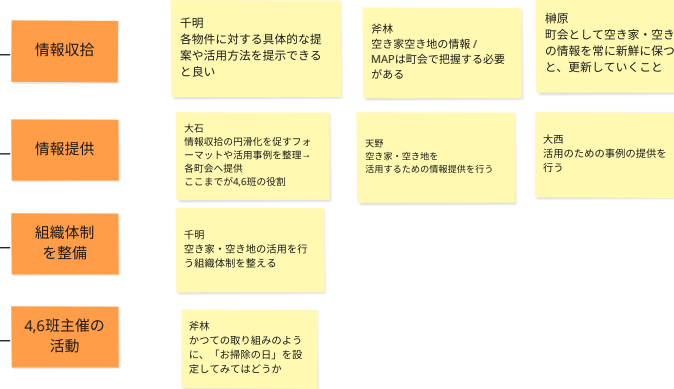 情報収拾
千明
各物件に対する具体的な提
案や活用方法を提示できる
と良い
斧林
空き家空き地の情報 /
MAPは町会で把握する必要
がある
榊原
町会として空き家・空き
の情報を常に新鮮に保つ
と、更新していくこと
情報提供
大石
情報収拾の円滑化を促すフォ
ーマットや活用事例を整理→
各町会へ提供
ここまでが4,6班の役割
天野
空き家・空き地を
活用するための情報提供を行う
大西
活用のための事例の提供を
行う
組織体制
を整備
千明
空き家・空き地の活用を行
う組織体制を整える
4,6班主催の
活動
斧林
かつての取り組みのよう
に、「お掃除の日」を設
定してみてはどうか